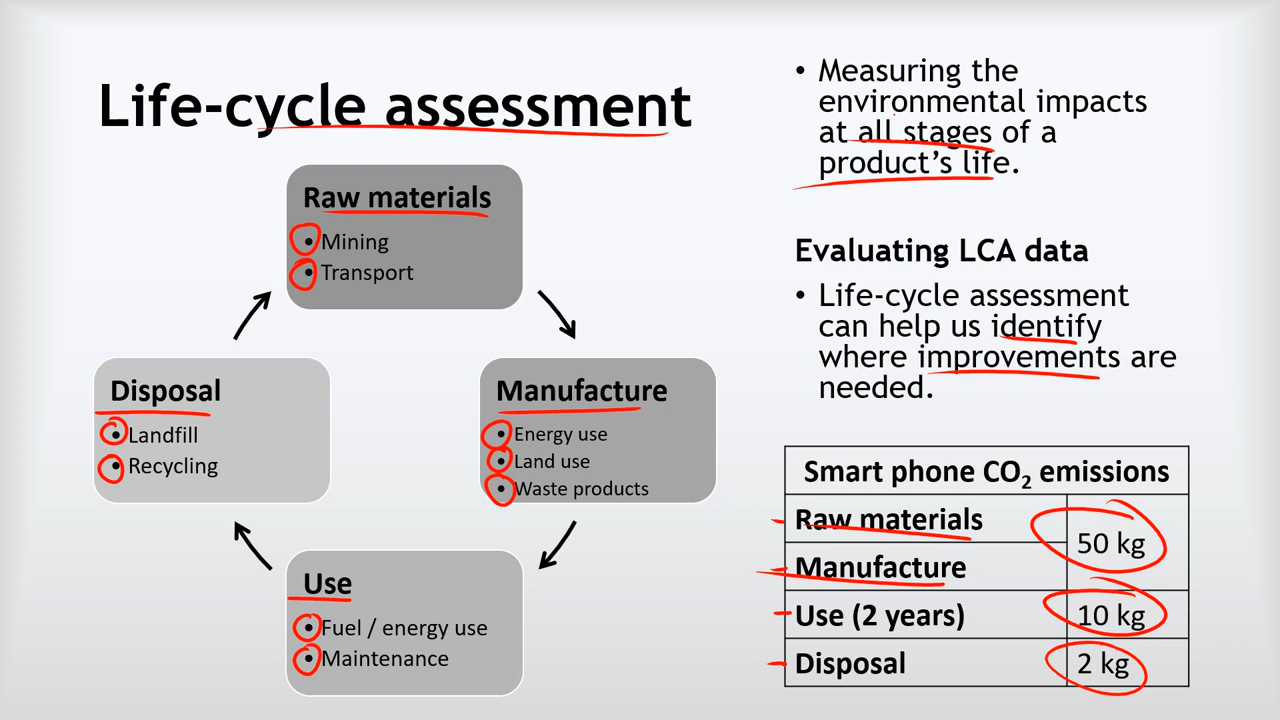 Life-cycle assessment
Raw materials
• Mining
• Transport
Manufacture
• Energy use
• Land use
• Waste products
Use
• Fuel / energy use
• Maintenance
Disposal
• Landfill
• Recycling
• Measuring the
environmental impacts
at all stages of a
product’s life.
Evaluating LCA data
• Life-cycle assessment
can help us identify
where improvements are
needed.
Smart phone CO₂ emissions
Raw materials
50 kg
Manufacture
Use (2 years) 10 kg
Disposal 2 kg